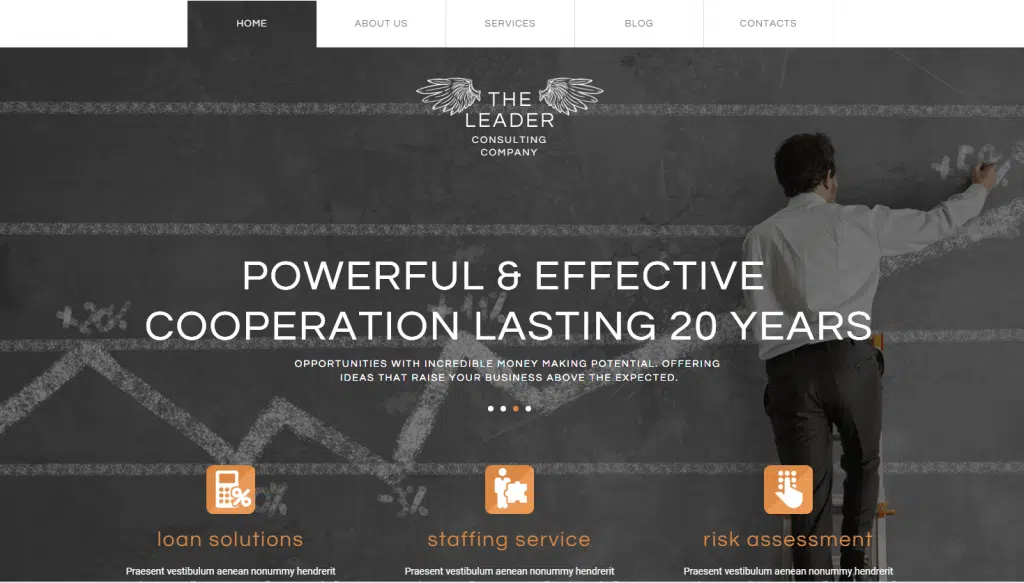 HOME ABOUT US SERVICES BLOG CONTACTS
THE
LEADER
CONSULTING
COMPANY
POWERFUL & EFFECTIVE
COOPERATION LASTING 20 YEARS
OPPORTUNITIES WITH INCREDIBLE MONEY MAKING POTENTIAL. OFFERING
IDEAS THAT RAISE YOUR BUSINESS ABOVE THE EXPECTED.
+20%
%
loan solutions staffing service risk assessment
Praesent vestibulum aenean nonummy hendrerit Praesent vestibulum aenean nonummy hendrerit Praesent vestibulum aenean nonummy hendrerit